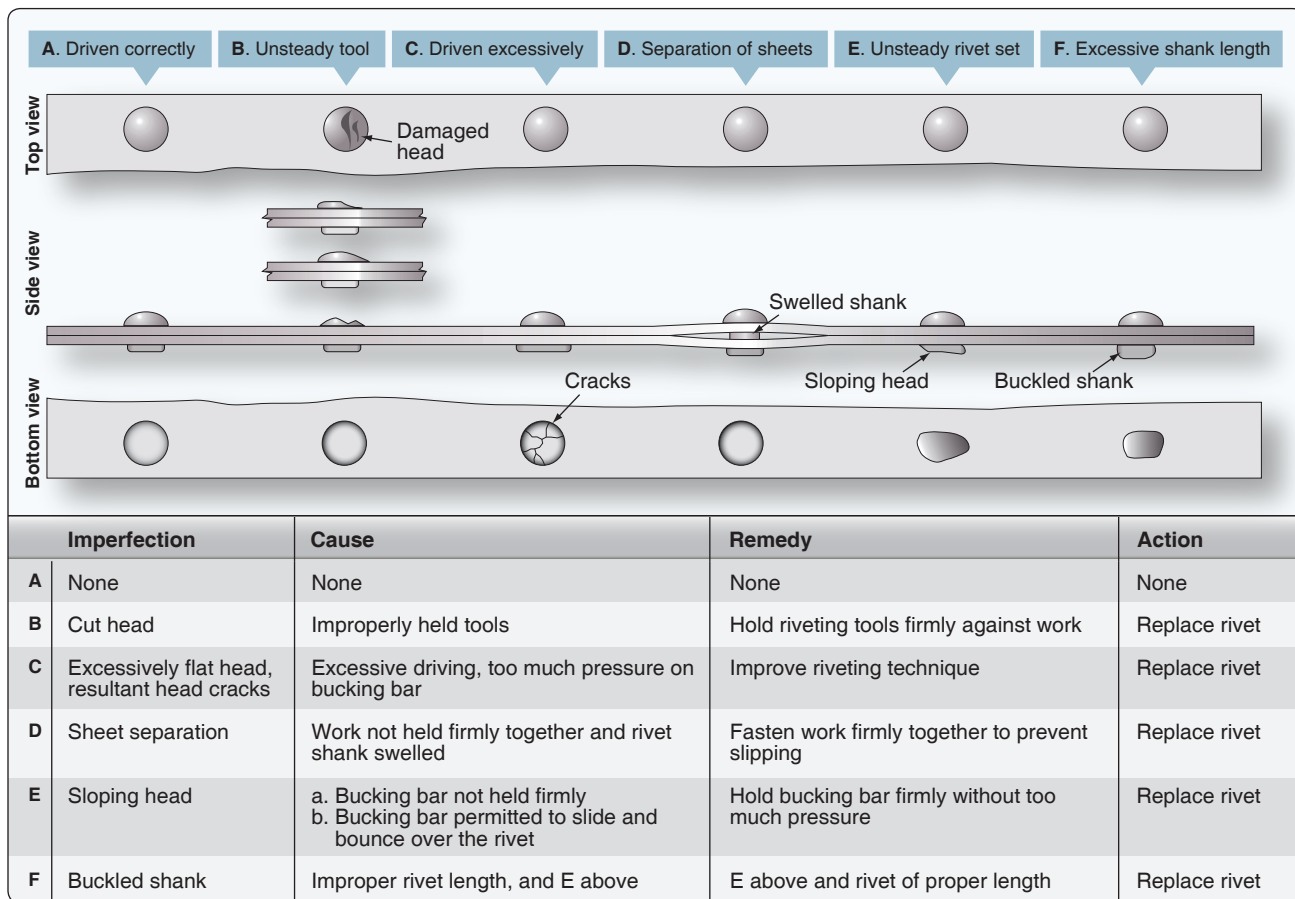 A. Driven correctly
B. Unsteady tool
C. Driven excessively
D. Separation of sheets
E. Unsteady rivet set
F. Excessive shank length
Top view
Damaged
head
Side view
Swelled shank
Sloping head
Buckled shank
Bottom view
Cracks
Imperfection Cause Remedy Action
A None None None None
B Cut head Improperly held tools Hold riveting tools firmly against work Replace rivet
C Excessively flat head, Excessive driving, too much pressure on Improve riveting technique Replace rivet
resultant head cracks bucking bar
D Sheet separation Work not held firmly together and rivet Fasten work firmly together to prevent Replace rivet
shank swelled slipping
E Sloping head a. Bucking bar not held firmly Hold bucking bar firmly without too Replace rivet
b. Bucking bar permitted to slide and much pressure
bounce over the rivet
F Buckled shank Improper rivet length, and E above E above and rivet of proper length Replace rivet